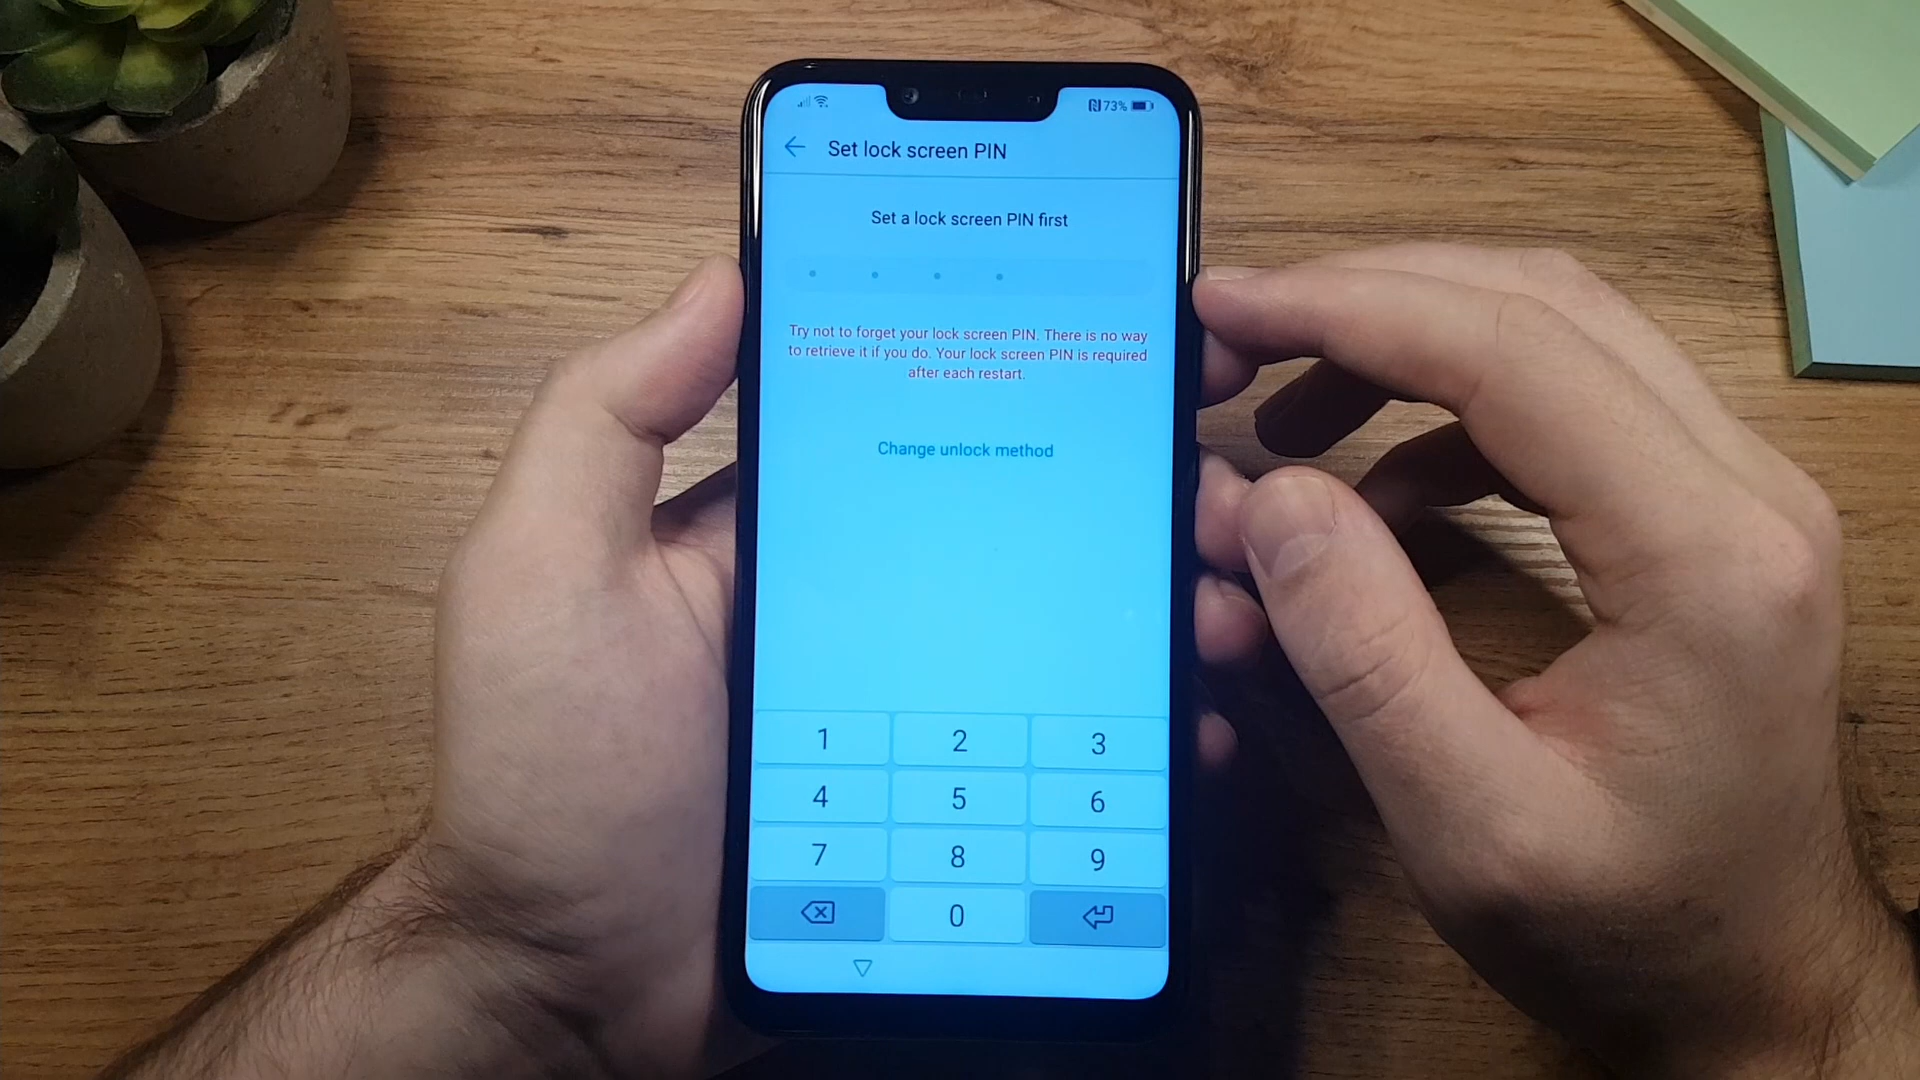 73%
Set lock screen PIN
Set a lock screen PIN first
Try not to forget your lock screen PIN. There is no way
to retrieve it if you do. Your lock screen PIN is required
after each restart.
Change unlock method
1 2 3
4 5 6
7 8 9
0